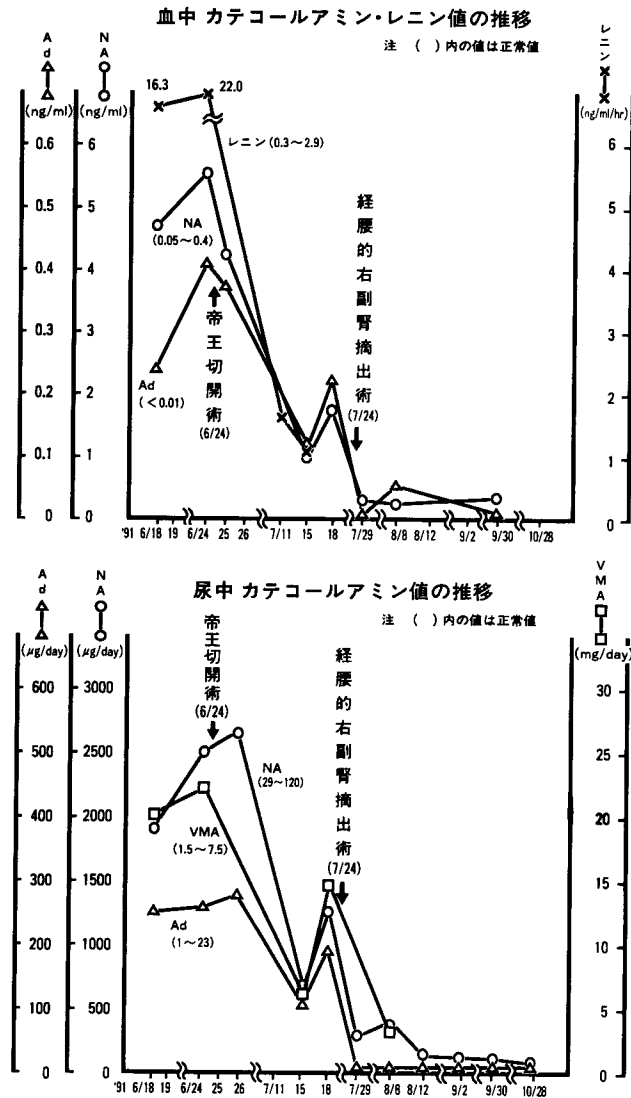 血中 カテコールアミン・レニン値の推移
注 ( )内の値は正常値
Ad
NA
レニン
(ng/ml)
(ng/ml)
(ng/ml/hr)
16.3
22.0
レニン(0.3~2.9)
NA
(0.05~0.4)
Ad
(<0.01)
帝王切開術
(6/24)
経腰的右副腎摘出術
(7/24)
0.6
0.5
0.4
0.3
0.2
0.1
0
6
5
4
3
2
1
0
6
5
4
3
2
1
0
'91 6/18 19 6/24 25 26 7/11 15 18 7/29 8/8 8/12 9/2 9/30 10/28
尿中 カテコールアミン値の推移
注 ( )内の値は正常値
Ad
NA
VMA
(μg/day)
(μg/day)
(mg/day)
帝王切開術
(6/24)
経腰的右副腎摘出術
(7/24)
NA
(29~120)
VMA
(1.5~7.5)
Ad
(1~23)
600
500
400
300
200
100
0
3000
2500
2000
1500
1000
500
0
30
25
20
15
10
5
0
'91 6/18 19 6/24 25 26 7/11 15 18 7/29 8/8 8/12 9/2 9/30 10/28